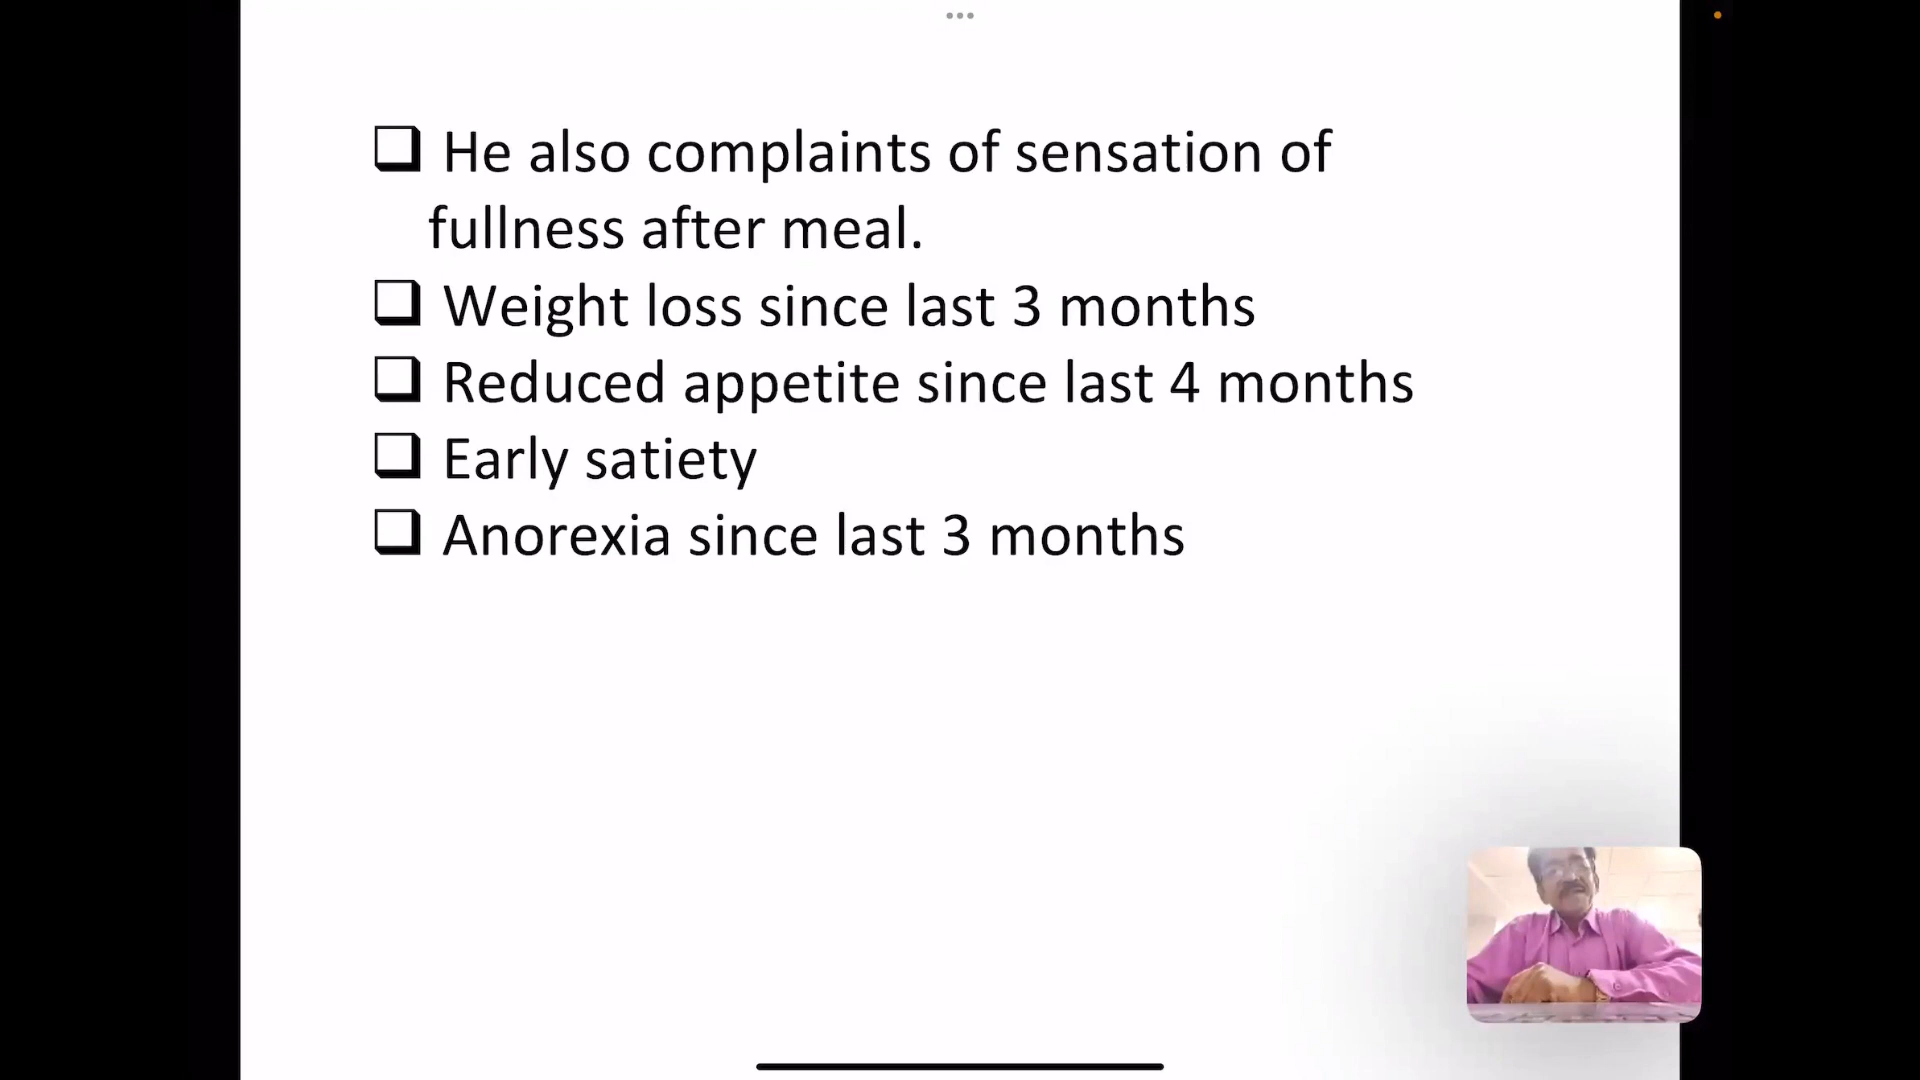 He also complaints of sensation of
fullness after meal.
Weight loss since last 3 months
Reduced appetite since last 4 months
Early satiety
Anorexia since last 3 months